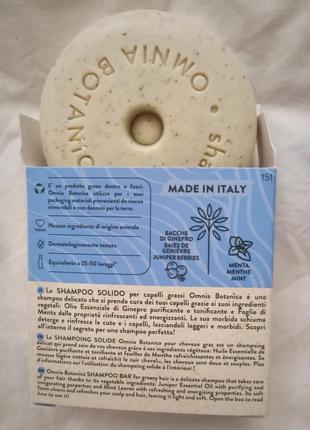 OMNIA BOTANICA • sha
151
E' un prodotto green dentro e fuori:
Omnia Botanica utilizza per i suoi
packaging materiali provenienti da risorse
rinnovabili e non dannosi per la terra.
VEGAN
Nessun ingrediente di origine animale
Dermatologicamente testato
Equivalente a 25-50 lavaggi*
MADE IN ITALY
BACCHE
DI GINEPRO
BAIES DE
GENIÈVRE
JUNIPER BERRIES
MENTA
MENTHE
MINT
Lo SHAMPOO SOLIDO per capelli grassi Omnia Botanica è uno
shampoo delicato che si prende cura dei tuoi capelli grazie ai suoi ingredienti
vegetali: Olio Essenziale di Ginepro purificante e tonificante e Foglie di
Menta dalle proprietà rinfrescanti ed energizzanti. La sua morbida schiuma
deterge e rinfresca la cute e i capelli, lasciandoli leggeri e morbidi. Scopri
all'interno il segreto per uno shampoo perfetto!
Le SHAMPOING SOLIDE Omnia Botanica pour cheveux gras est un shampoing
délicat qui prend soin de vos cheveux grâce à ses ingrédients végétaux: Huile Essentielle de
Genièvre purifiante et tonifiante et feuilles de Menthe rafraîchissantes et énergisantes. Sa
mousse légère nettoie et rafraîchit le cuir chevelu, les cheveux sont doux et souples. Plus
d'informations sur l'utilisation du shampoing solide à l'intérieur!
Omnia Botanica SHAMPOO BAR for greasy hair is a delicate shampoo that takes care
of your hair thanks to its vegetable ingredients: Juniper Essential Oil with purifying and
invigorating properties and Mint Leaves with refreshing and energizing properties. Its soft
foam cleans and refreshes your scalp and hair, leaving it light and soft. Open the box to read